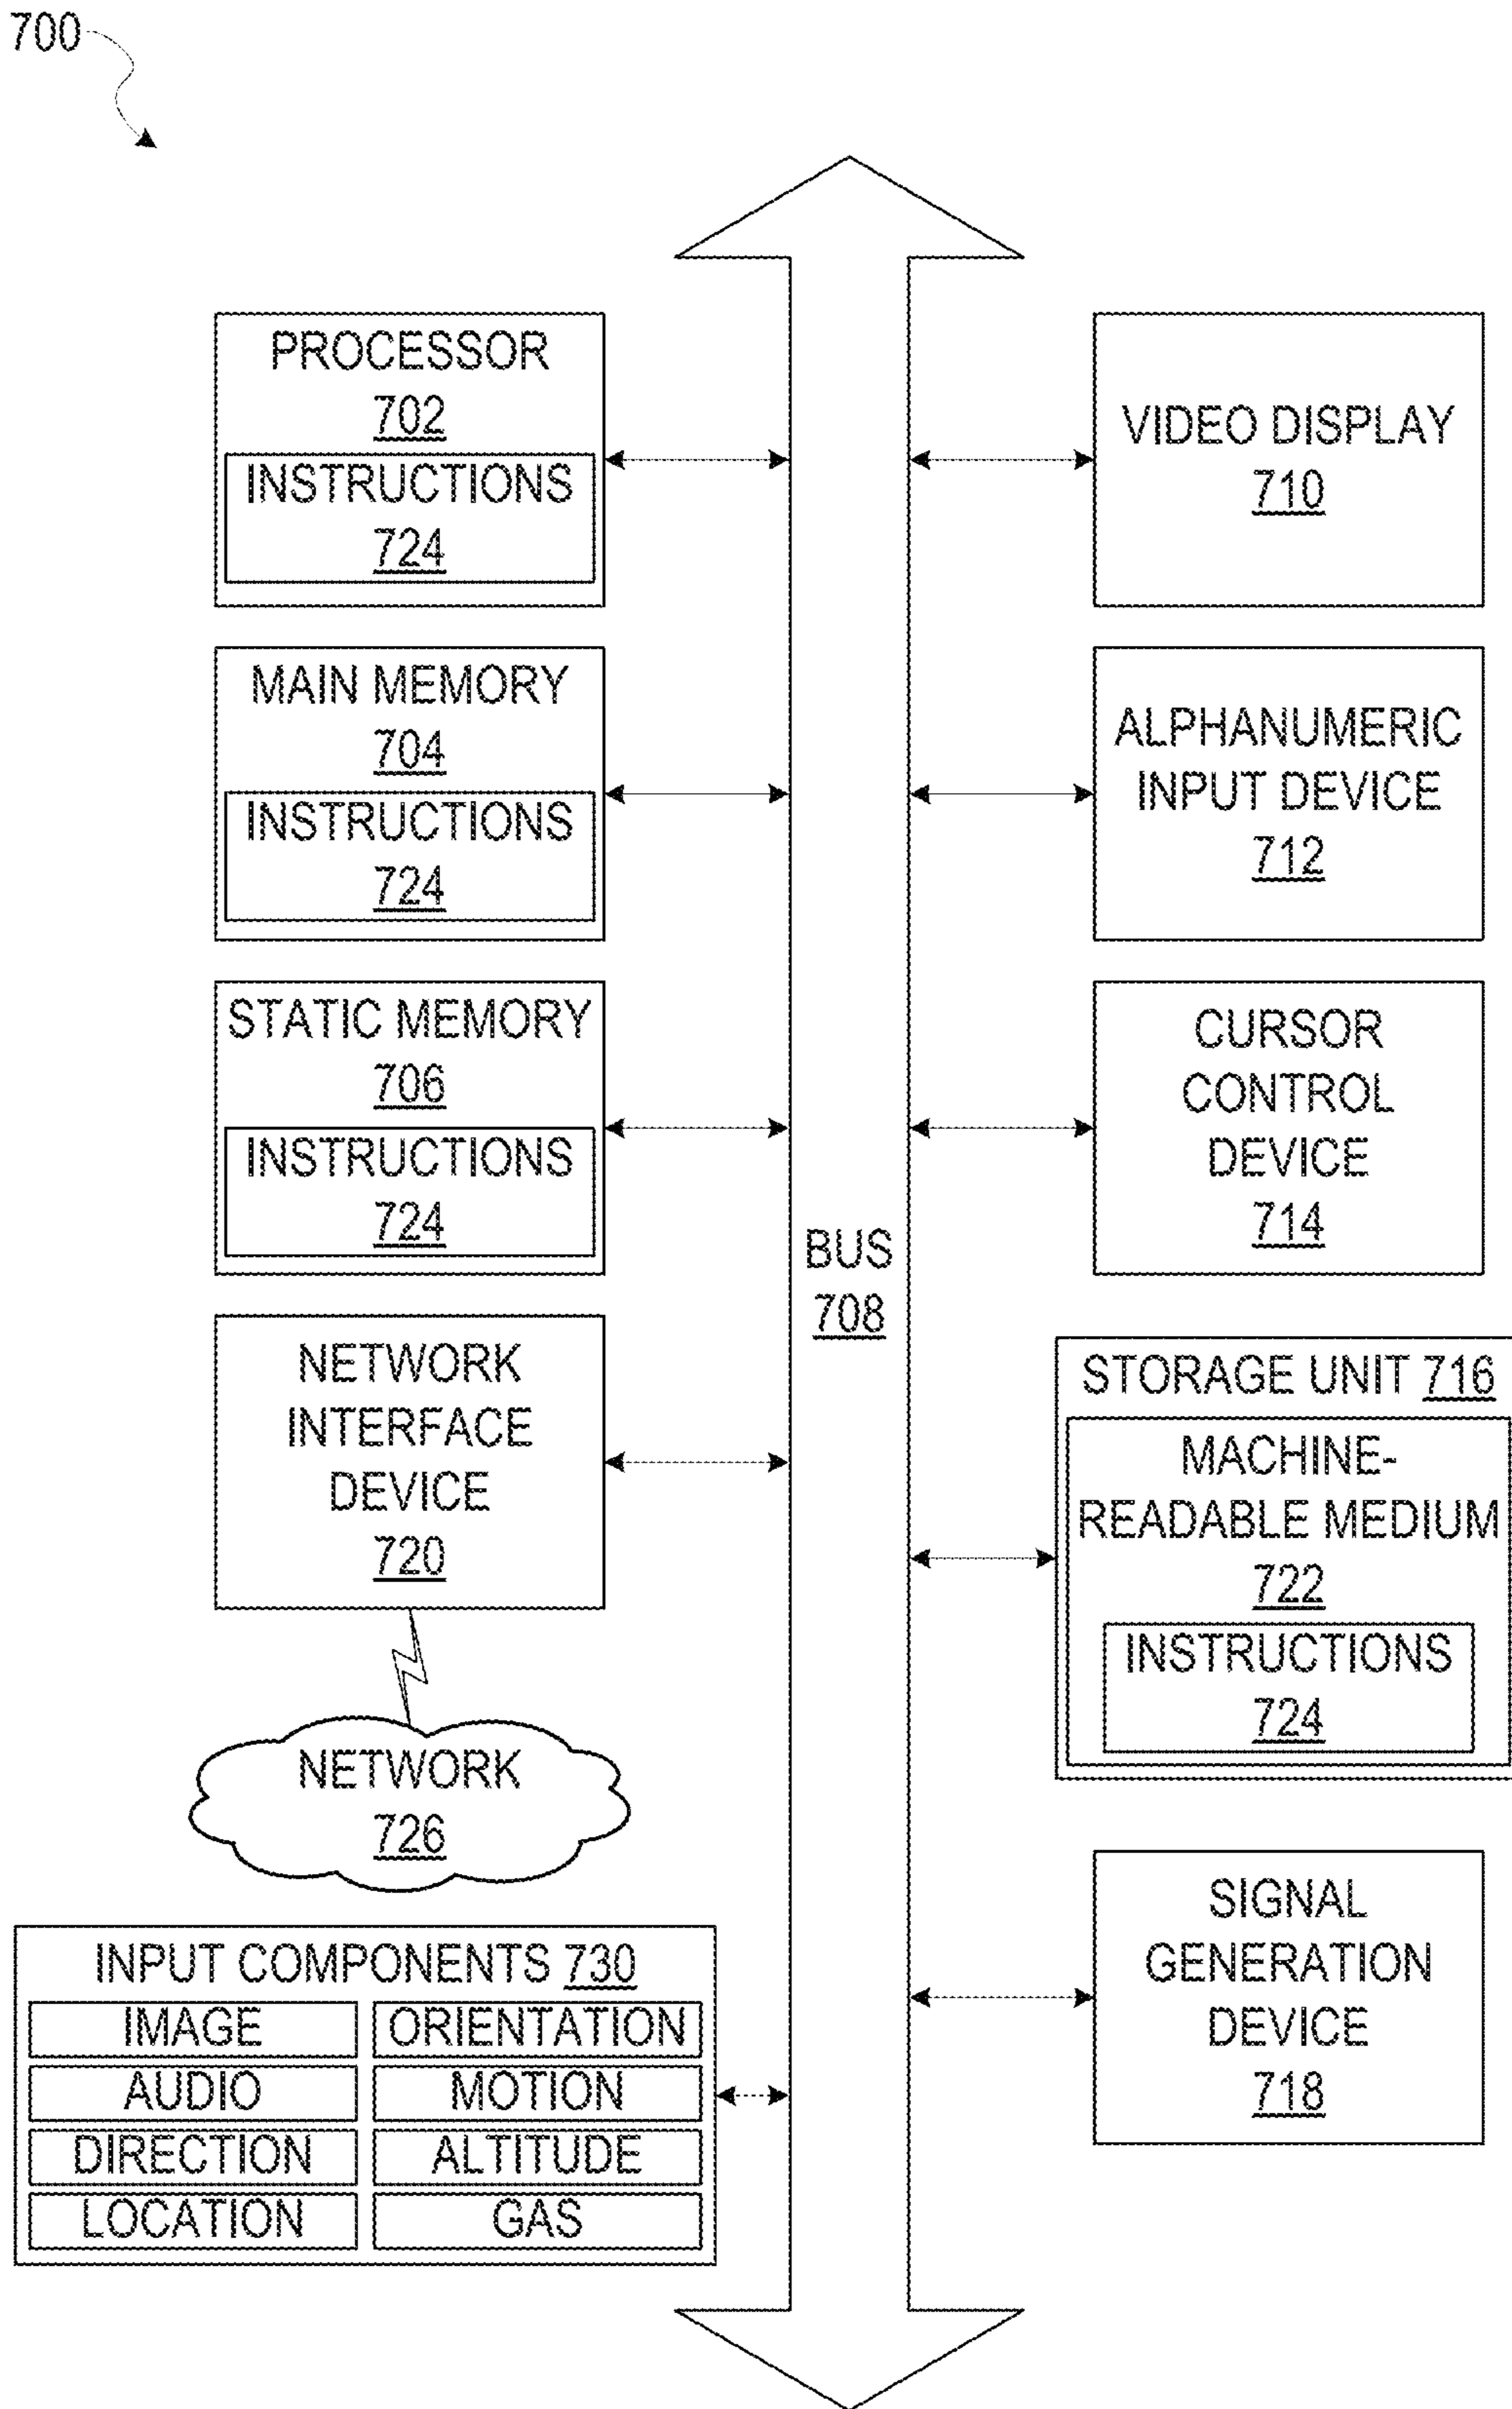 700
PROCESSOR
702
INSTRUCTIONS
724
MAIN MEMORY
704
INSTRUCTIONS
724
STATIC MEMORY
706
INSTRUCTIONS
724
NETWORK
INTERFACE
DEVICE
720
NETWORK
726
INPUT COMPONENTS 730
IMAGE
ORIENTATION
AUDIO
MOTION
DIRECTION
ALTITUDE
LOCATION
GAS
BUS
708
VIDEO DISPLAY
710
ALPHANUMERIC
INPUT DEVICE
712
CURSOR
CONTROL
DEVICE
714
STORAGE UNIT 716
MACHINE-
READABLE MEDIUM
722
INSTRUCTIONS
724
SIGNAL
GENERATION
DEVICE
718